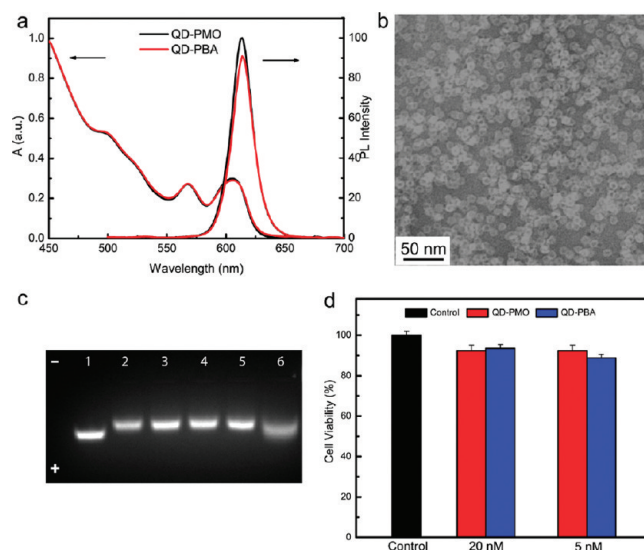 a
QD-PMO
QD-PBA
A (a.u.)
1.0
0.8
0.6
0.4
0.2
0.0
PL Intensity
100
80
60
40
20
0
450 500 550 600 650 700
Wavelength (nm)
b
50 nm
c
− 1 2 3 4 5 6
+
d
Control QD-PMO QD-PBA
Cell Viability (%)
100
80
60
40
20
0
Control 20 nM 5 nM